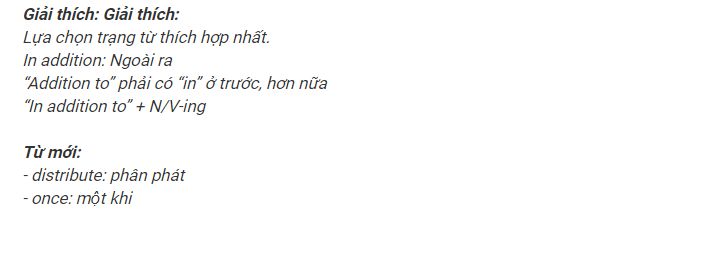 Giải thích: Giải thích:
Lựa chọn trạng từ thích hợp nhất.
In addition: Ngoài ra
“Addition to” phải có “in” ở trước, hơn nữa
“In addition to” + N/V-ing
Từ mới:
- distribute: phân phát
- once: một khi